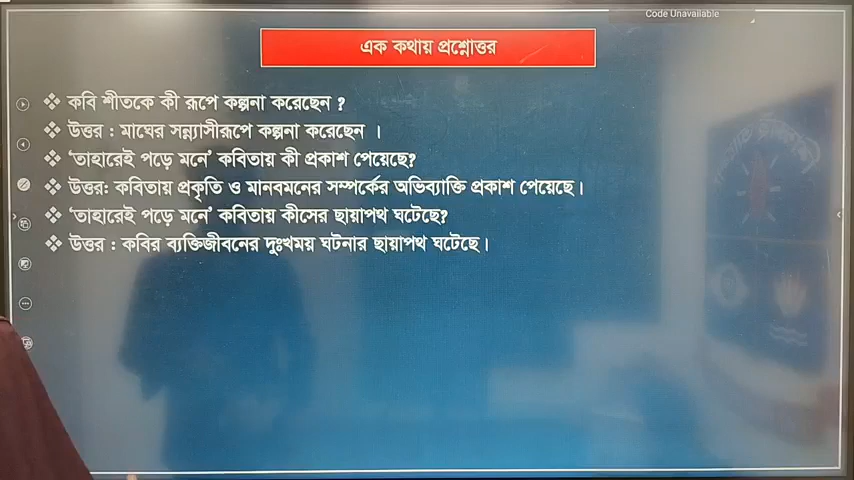 Code Unavailable
এক কথায় প্রশ্নোত্তর
❖ কবি শীতকে কী রূপে কল্পনা করেছেন ?
❖ উত্তর : মাঘের সন্ন্যাসীরূপে কল্পনা করেছেন ।
❖ ‘তাহারেই পড়ে মনে’ কবিতায় কী প্রকাশ পেয়েছে?
❖ উত্তর: কবিতায় প্রকৃতি ও মানবমনের সম্পর্কের অভিব্যাক্তি প্রকাশ পেয়েছে।
❖ ‘তাহারেই পড়ে মনে’ কবিতায় কীসের ছায়াপথ ঘটেছে?
❖ উত্তর : কবির ব্যক্তিজীবনের দুঃখময় ঘটনার ছায়াপথ ঘটেছে।